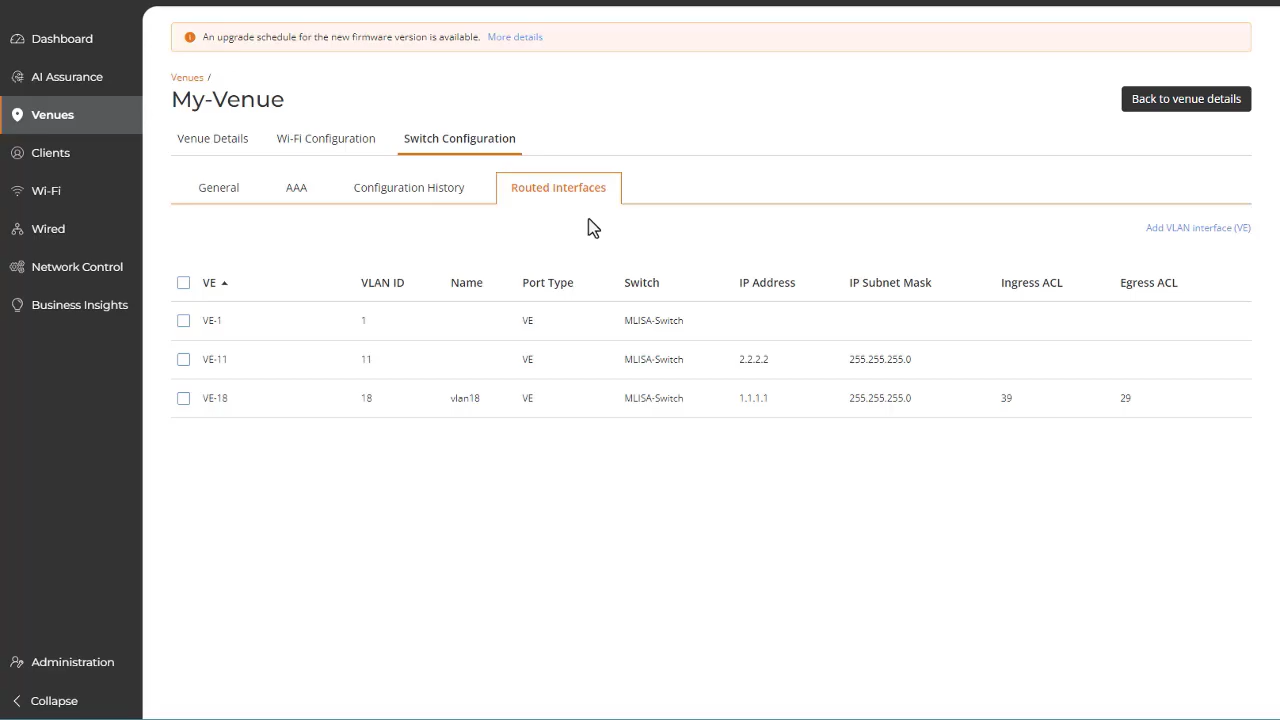 An upgrade schedule for the new firmware version is available. More details
Dashboard
AI Assurance
Venues
Clients
Wi-Fi
Wired
Network Control
Business Insights
Administration
Collapse
Venues /
My-Venue
Back to venue details
Venue Details Wi-Fi Configuration Switch Configuration
General AAA Configuration History Routed Interfaces
Add VLAN interface (VE)
VE VLAN ID Name Port Type Switch IP Address IP Subnet Mask Ingress ACL Egress ACL
VE-1 1 VE MLISA-Switch
VE-11 11 VE MLISA-Switch 2.2.2.2 255.255.255.0
VE-18 18 vlan18 VE MLISA-Switch 1.1.1.1 255.255.255.0 39 29